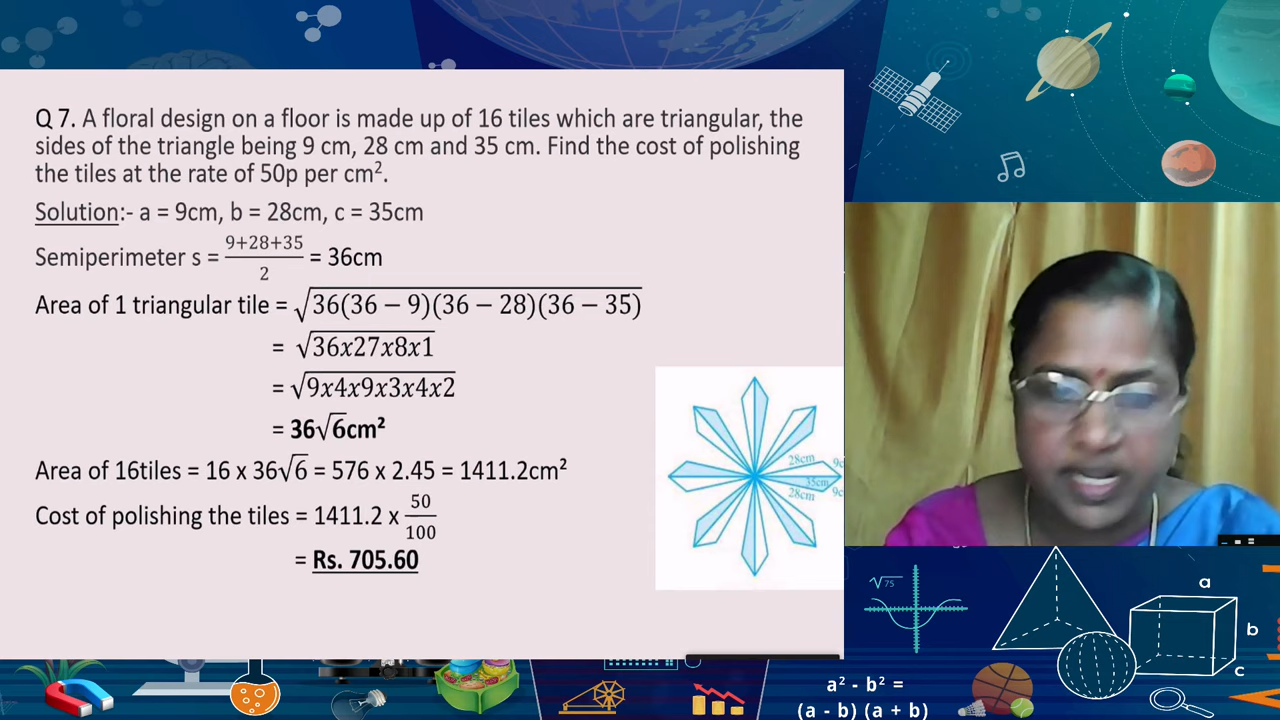 Q 7. A floral design on a floor is made up of 16 tiles which are triangular, the
sides of the triangle being 9 cm, 28 cm and 35 cm. Find the cost of polishing
the tiles at the rate of 50p per cm².
Solution:- a = 9cm, b = 28cm, c = 35cm
Semiperimeter s = (9+28+35)/2 = 36cm
Area of 1 triangular tile = √36(36 − 9)(36 − 28)(36 − 35)
= √36x27x8x1
= √9x4x9x3x4x2
= 36√6cm²
Area of 16tiles = 16 x 36√6 = 576 x 2.45 = 1411.2cm²
Cost of polishing the tiles = 1411.2 x 50/100
= Rs. 705.60
28cm 9c
35cm
28cm 9c
√75
a
b
c
a² - b² =
(a - b) (a + b)